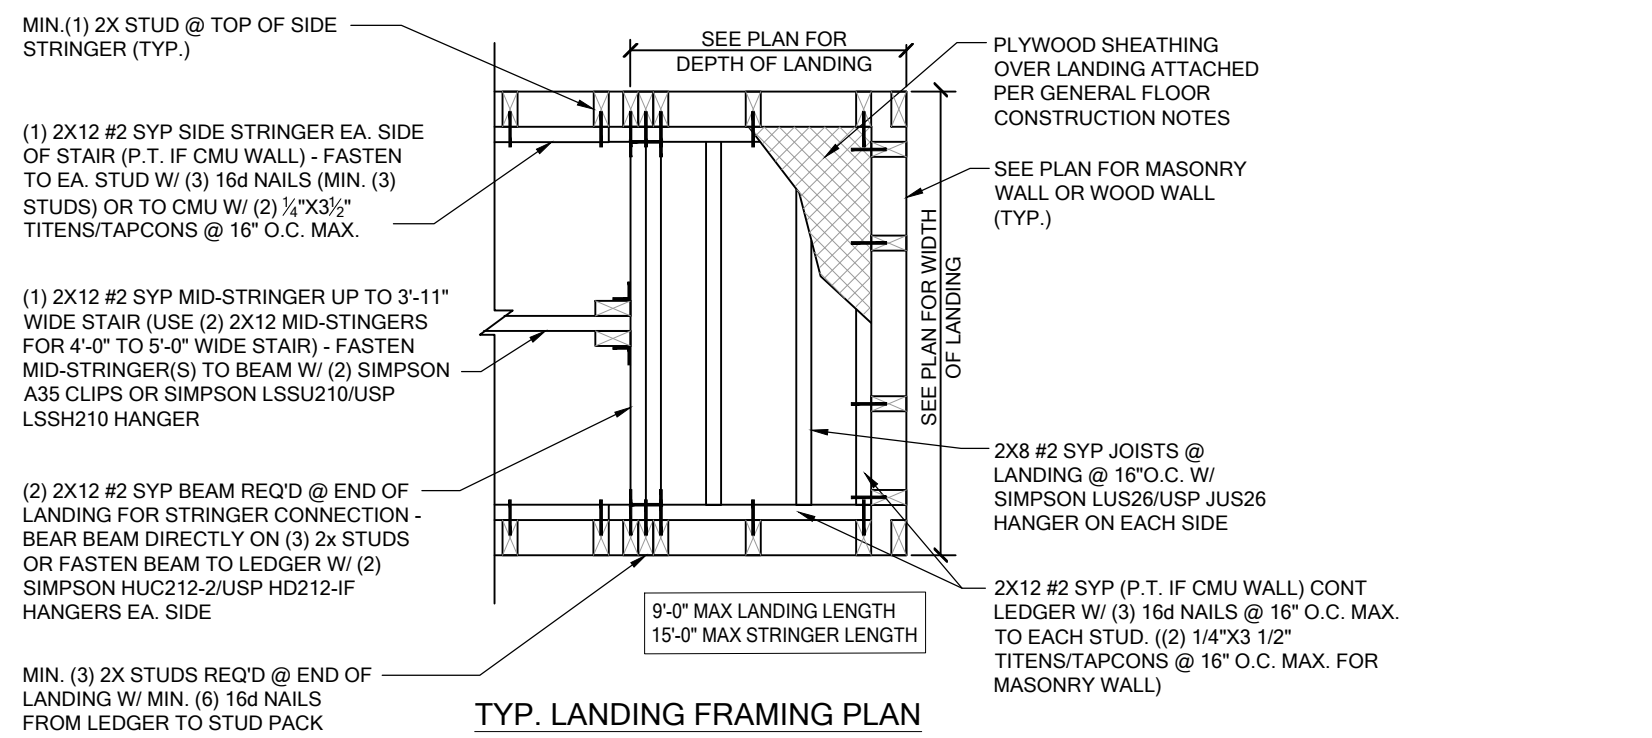 MIN.(1) 2X STUD @ TOP OF SIDE
STRINGER (TYP.)
(1) 2X12 #2 SYP SIDE STRINGER EA. SIDE
OF STAIR (P.T. IF CMU WALL) - FASTEN
TO EA. STUD W/ (3) 16d NAILS (MIN. (3)
STUDS) OR TO CMU W/ (2) 1/4"X3 1/2"
TITENS/TAPCONS @ 16" O.C. MAX.
(1) 2X12 #2 SYP MID-STRINGER UP TO 3'-11"
WIDE STAIR (USE (2) 2X12 MID-STINGERS
FOR 4'-0" TO 5'-0" WIDE STAIR) - FASTEN
MID-STRINGER(S) TO BEAM W/ (2) SIMPSON
A35 CLIPS OR SIMPSON LSSU210/USP
LSSH210 HANGER
(2) 2X12 #2 SYP BEAM REQ'D @ END OF
LANDING FOR STRINGER CONNECTION -
BEAR BEAM DIRECTLY ON (3) 2x STUDS
OR FASTEN BEAM TO LEDGER W/ (2)
SIMPSON HUC212-2/USP HD212-IF
HANGERS EA. SIDE
MIN. (3) 2X STUDS REQ'D @ END OF
LANDING W/ MIN. (6) 16d NAILS
FROM LEDGER TO STUD PACK
SEE PLAN FOR
DEPTH OF LANDING
SEE PLAN FOR WIDTH
OF LANDING
PLYWOOD SHEATHING
OVER LANDING ATTACHED
PER GENERAL FLOOR
CONSTRUCTION NOTES
SEE PLAN FOR MASONRY
WALL OR WOOD WALL
(TYP.)
2X8 #2 SYP JOISTS @
LANDING @ 16"O.C. W/
SIMPSON LUS26/USP JUS26
HANGER ON EACH SIDE
2X12 #2 SYP (P.T. IF CMU WALL) CONT
LEDGER W/ (3) 16d NAILS @ 16" O.C. MAX.
TO EACH STUD. ((2) 1/4"X3 1/2"
TITENS/TAPCONS @ 16" O.C. MAX. FOR
MASONRY WALL)
9'-0" MAX LANDING LENGTH
15'-0" MAX STRINGER LENGTH
TYP. LANDING FRAMING PLAN